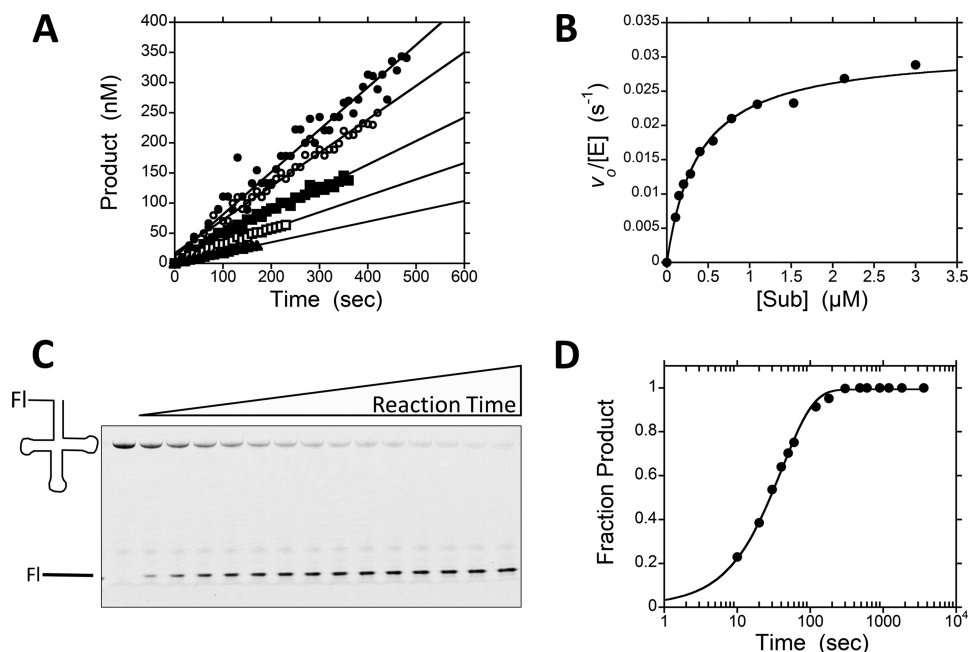 A
Product (nM)
400
350
300
250
200
150
100
50
0
0 100 200 300 400 500 600
Time (sec)
B
v₀/[E] (s⁻¹)
0.035
0.03
0.025
0.02
0.015
0.01
0.005
0
0 0.5 1 1.5 2 2.5 3 3.5
[Sub] (µM)
C
Fl
Reaction Time
Fl
D
Fraction Product
1
0.8
0.6
0.4
0.2
0
1 10 100 1000 10⁴
Time (sec)